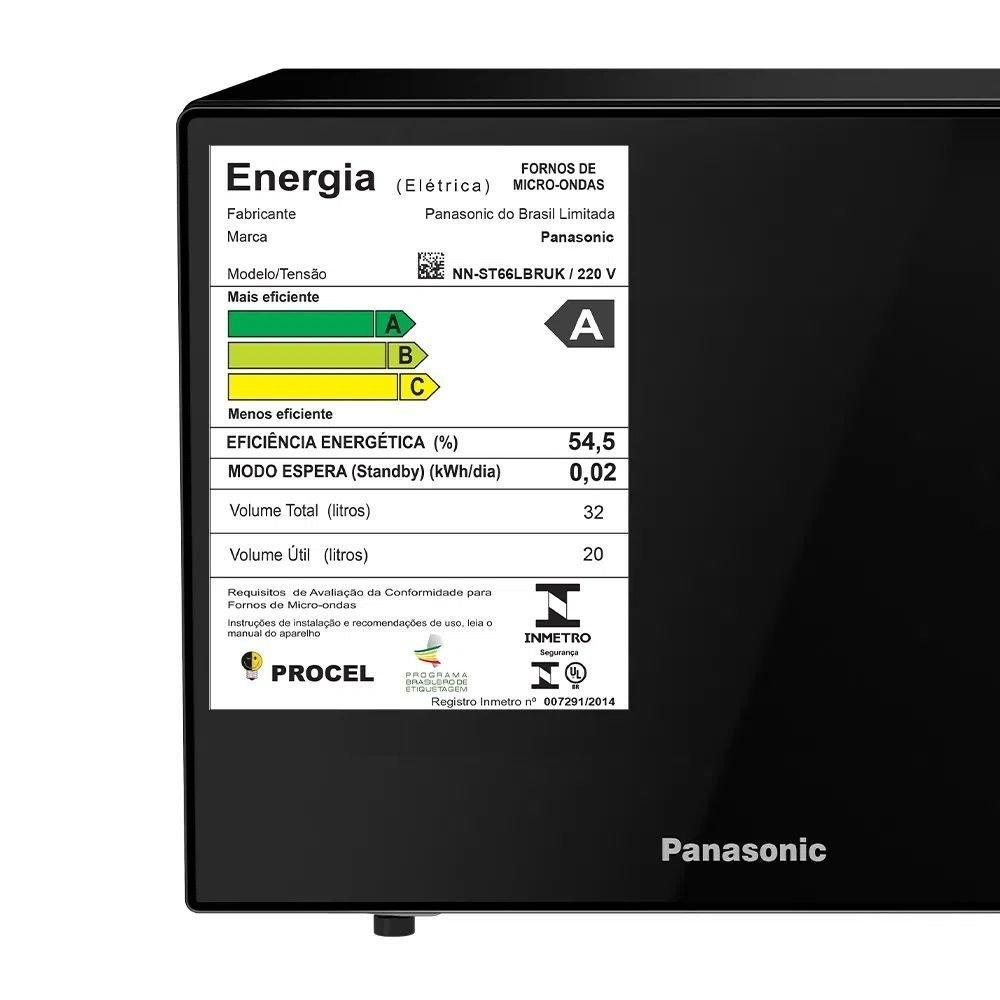 Energia (Elétrica) FORNOS DE
MICRO-ONDAS
Fabricante Panasonic do Brasil Limitada
Marca Panasonic
Modelo/Tensão NN-ST66LBRUK / 220 V
Mais eficiente
A A
B
C
Menos eficiente
EFICIÊNCIA ENERGÉTICA (%) 54,5
MODO ESPERA (Standby) (kWh/dia) 0,02
Volume Total (litros) 32
Volume Útil (litros) 20
Requisitos de Avaliação da Conformidade para
Fornos de Micro-ondas
Instruções de instalação e recomendações de uso, leia o
manual do aparelho
INMETRO
Segurança
PROCEL
PROGRAMA
BRASILEIRO DE
ETIQUETAGEM
UL
BR
Registro Inmetro nº 007291/2014
Panasonic